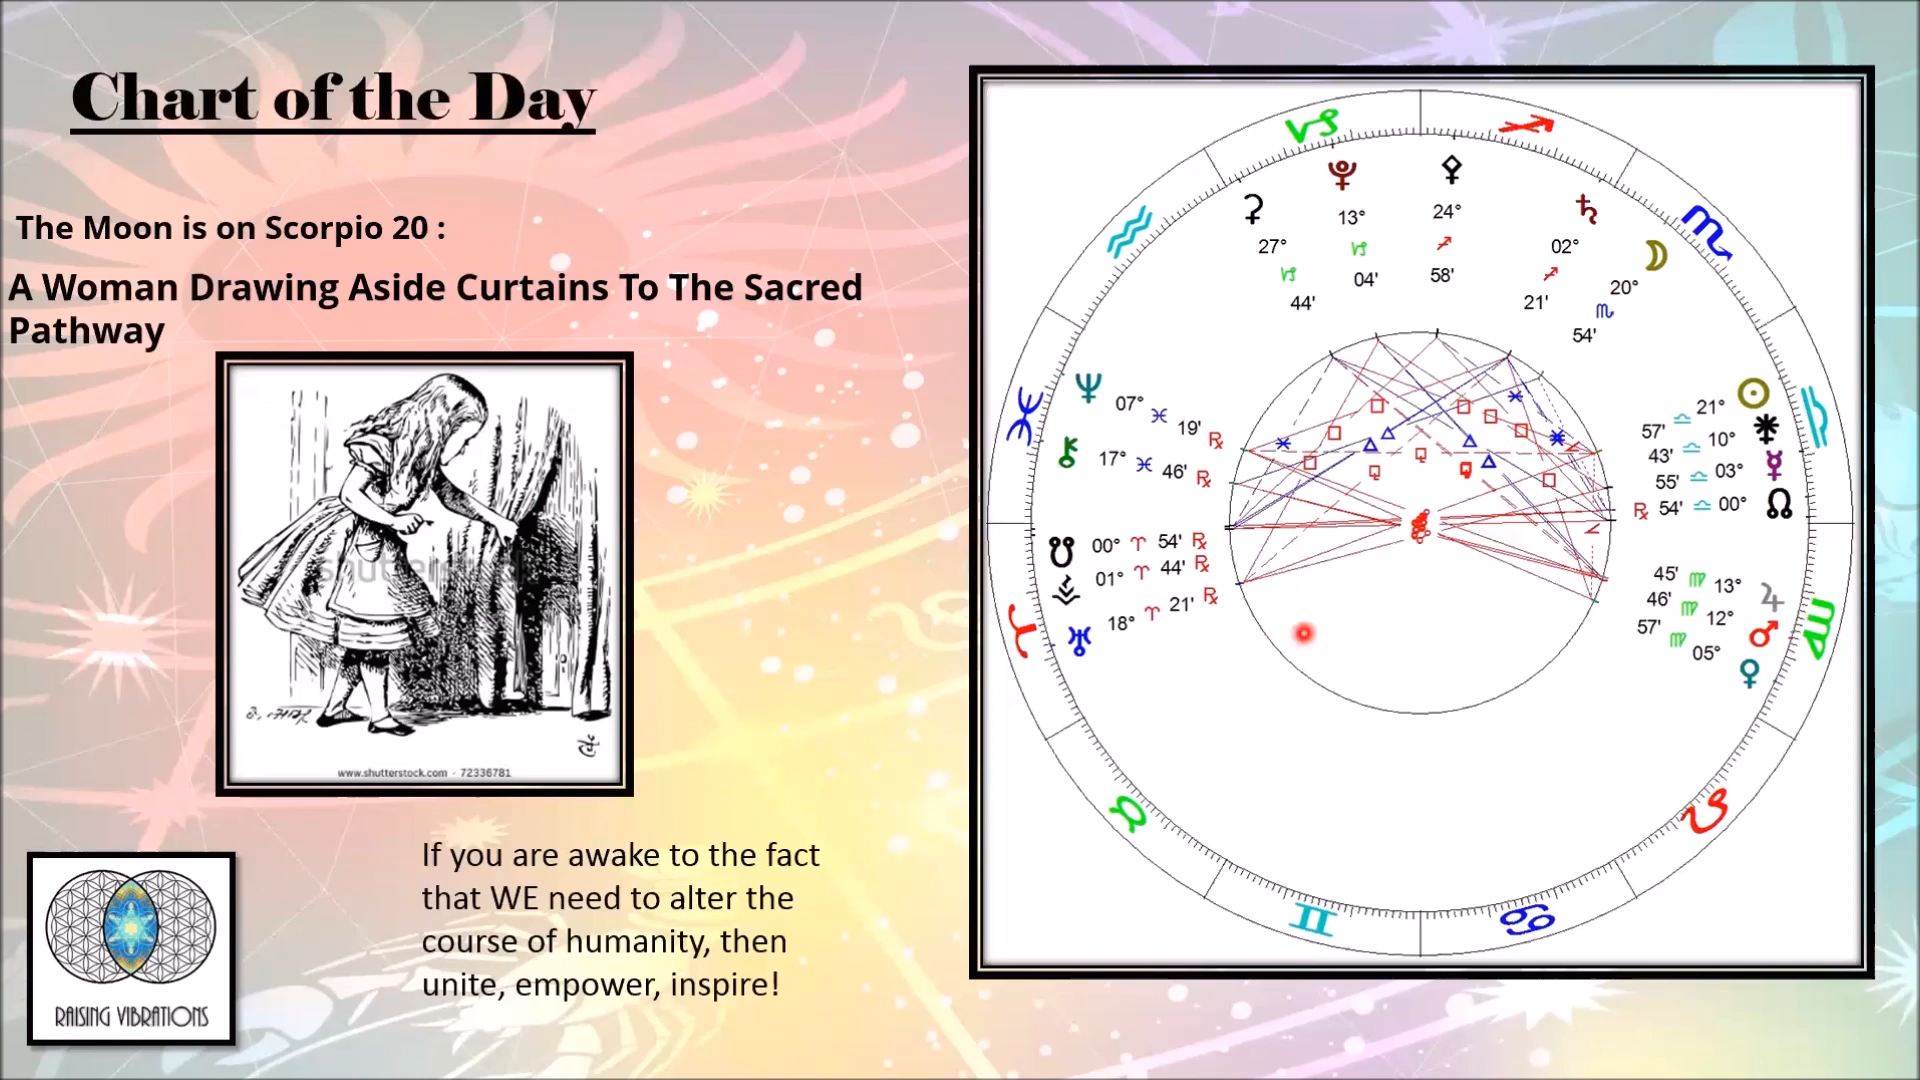 Chart of the Day
The Moon is on Scorpio 20 :
A Woman Drawing Aside Curtains To The Sacred
Pathway
shutterstock
www.shutterstock.com · 72336781
If you are awake to the fact
that WE need to alter the
course of humanity, then
unite, empower, inspire!
RAISING VIBRATIONS
♑ ♐
♒ ♏
♓ ♎
♈ ♍
♉ ♌
♊ ♋
⚳ 27° ♑ 44'
♇ 13° ♑ 04'
⚴ 24° ♐ 58'
♄ 02° ♐ 21'
☽ 20° ♏ 54'
♆ 07° ♓ 19' ℞
⚷ 17° ♓ 46' ℞
☋ 00° ♈ 54' ℞
⚶ 01° ♈ 44' ℞
♅ 18° ♈ 21' ℞
57' ♎ 21° ☉
43' ♎ 10° ⚵
55' ♎ 03° ☿
℞ 54' ♎ 00° ☊
45' ♍ 13° ♃
46' ♍ 12° ♂
57' ♍ 05° ♀